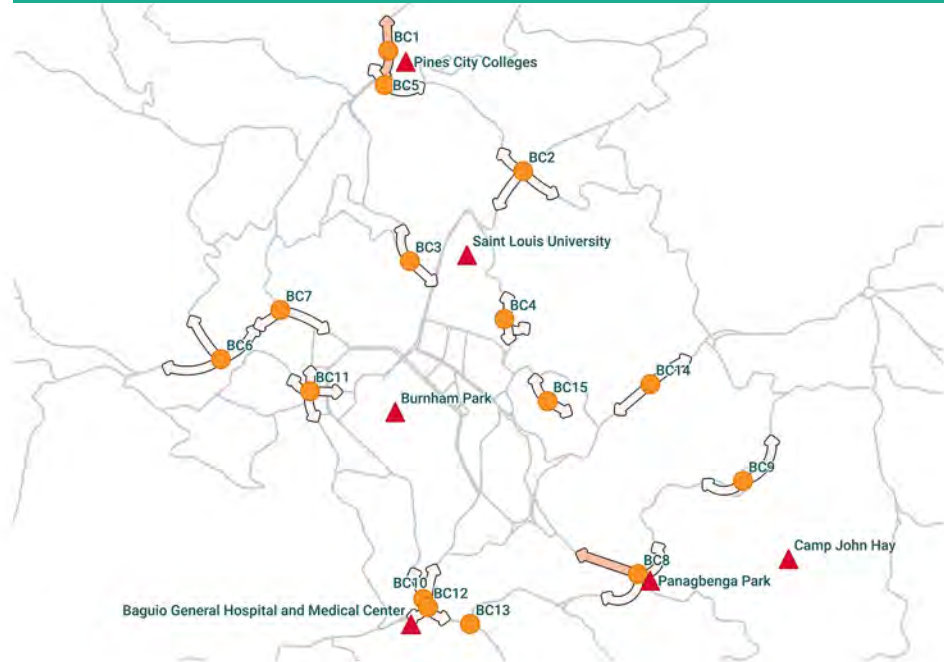 BC1
Pines City Colleges
BC5
BC2
Saint Louis University
BC3
BC7
BC4
BC6
BC11
BC15
BC14
Burnham Park
BC9
Camp John Hay
BC8
Panagbenga Park
BC10
BC12
Baguio General Hospital and Medical Center
BC13